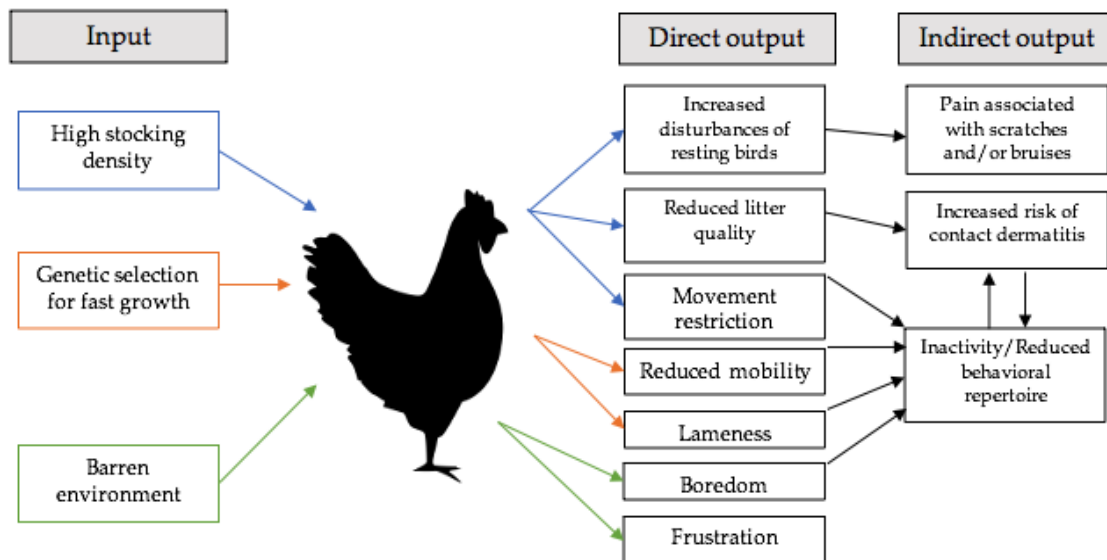 Input
Direct output
Indirect output
High stocking
density
Genetic selection
for fast growth
Barren
environment
Increased
disturbances of
resting birds
Reduced litter
quality
Movement
restriction
Reduced mobility
Lameness
Boredom
Frustration
Pain associated
with scratches
and/or bruises
Increased risk of
contact dermatitis
Inactivity/Reduced
behavioral
repertoire